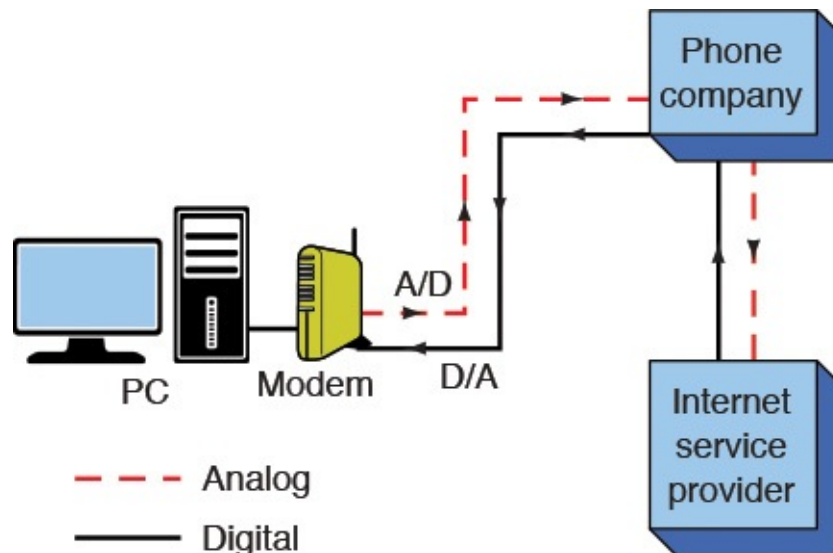 Phone
company
A/D
D/A
PC
Modem
Internet
service
provider
Analog
Digital